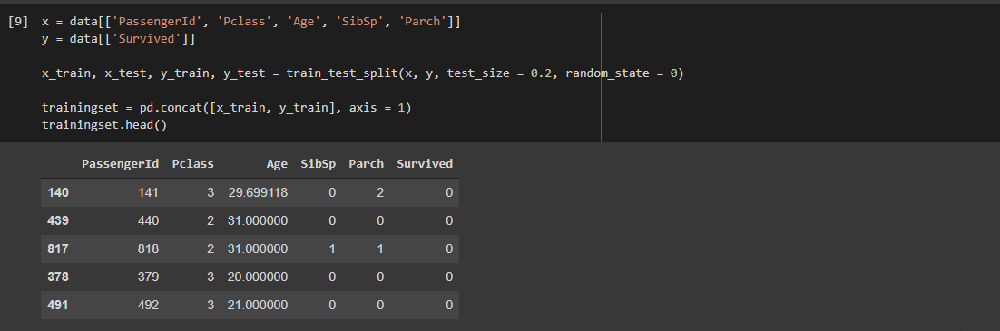 [9] x = data[['PassengerId', 'Pclass', 'Age', 'SibSp', 'Parch']]
y = data[['Survived']]
x_train, x_test, y_train, y_test = train_test_split(x, y, test_size = 0.2, random_state = 0)
trainingset = pd.concat([x_train, y_train], axis = 1)
trainingset.head()
PassengerId Pclass Age SibSp Parch Survived
140 141 3 29.699118 0 2 0
439 440 2 31.000000 0 0 0
817 818 2 31.000000 1 1 0
378 379 3 20.000000 0 0 0
491 492 3 21.000000 0 0 0